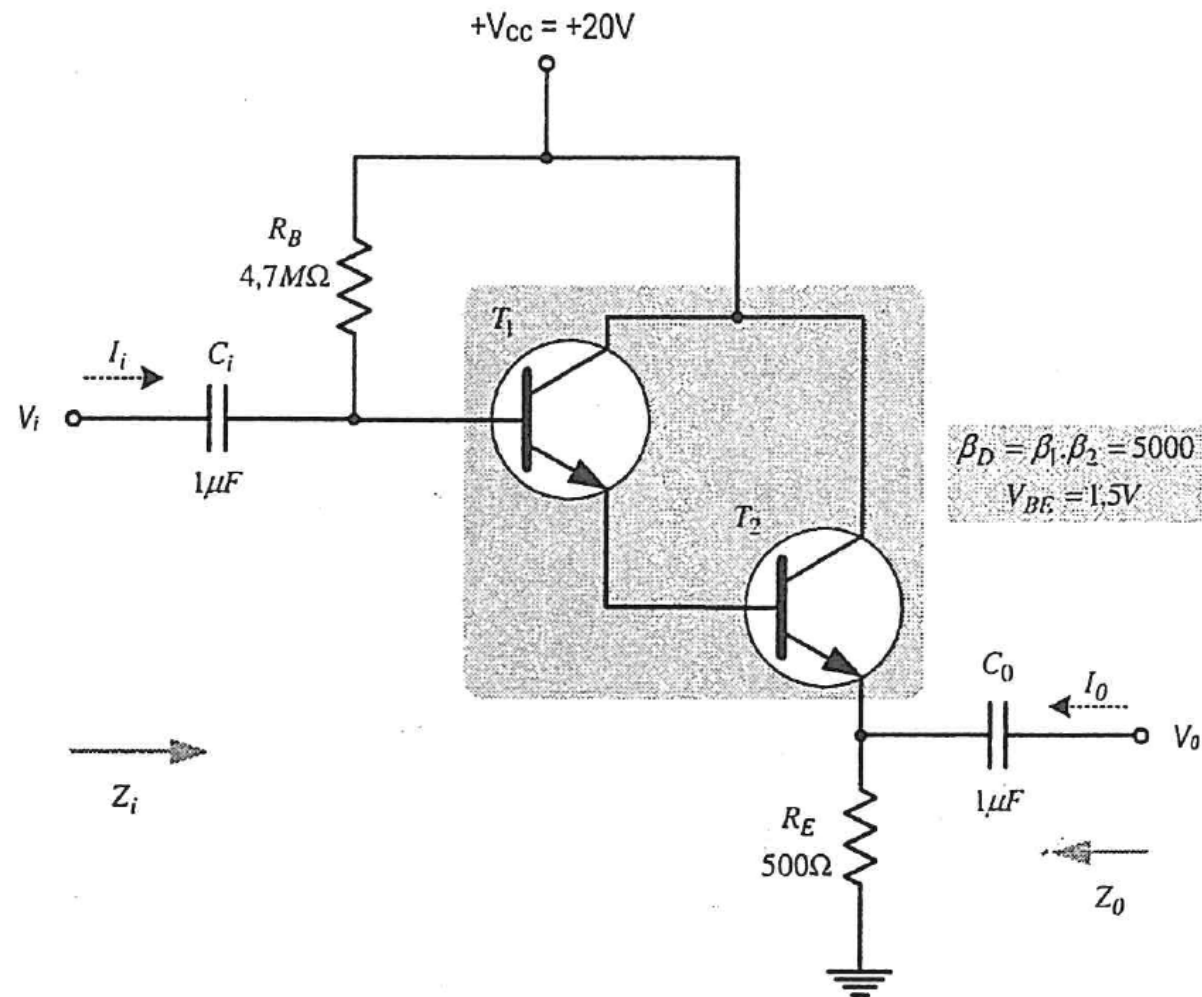 +VCC = +20V
RB
4,7MΩ
T1
Ii
Ci
Vi
1μF
βD = β1.β2 = 5000
VBE = 1,5V
T2
C0
I0
V0
Zi
1μF
RE
500Ω
Z0